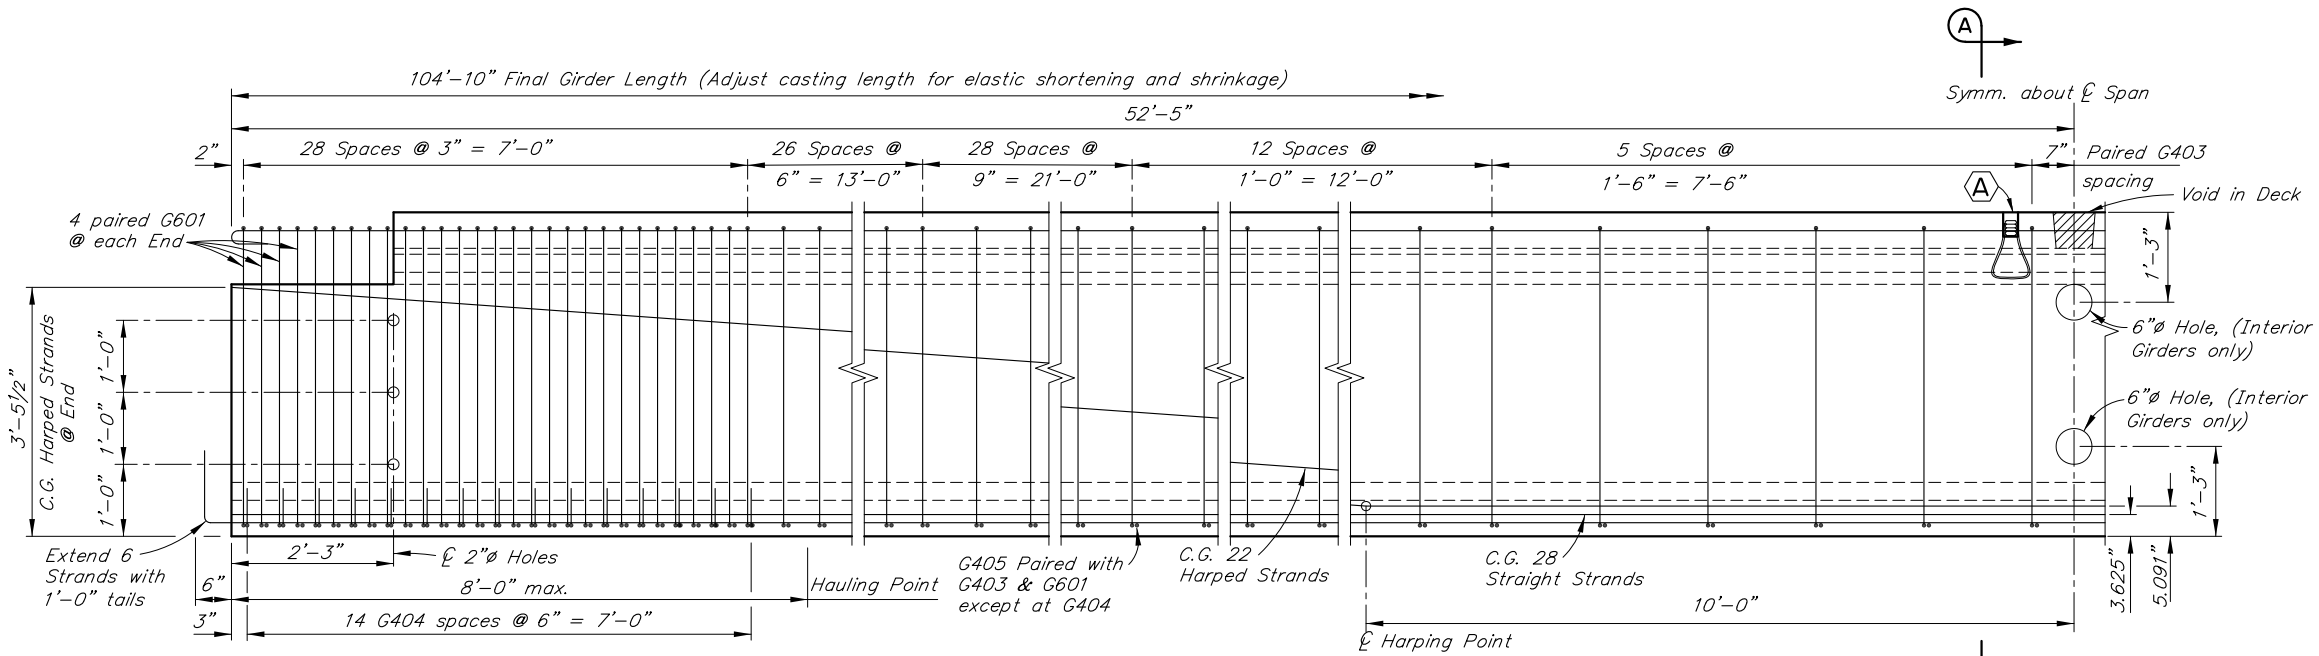 A
104'-10" Final Girder Length (Adjust casting length for elastic shortening and shrinkage)
Symm. about ℄ Span
52'-5"
2"
28 Spaces @ 3" = 7'-0"
26 Spaces @
6" = 13'-0"
28 Spaces @
9" = 21'-0"
12 Spaces @
1'-0" = 12'-0"
5 Spaces @
1'-6" = 7'-6"
7"
Paired G403
spacing
A
Void in Deck
4 paired G601
@ each End
1'-3"
6"ø Hole, (Interior
Girders only)
6"ø Hole, (Interior
Girders only)
1'-3"
3'-5½"
C.G. Harped Strands
@ End
1'-0"
1'-0"
1'-0"
Extend 6
Strands with
1'-0" tails
2'-3"
℄ 2"ø Holes
6"
8'-0" max.
Hauling Point
3"
14 G404 spaces @ 6" = 7'-0"
G405 Paired with
G403 & G601
except at G404
C.G. 22
Harped Strands
C.G. 28
Straight Strands
10'-0"
℄ Harping Point
3.625"
5.091"